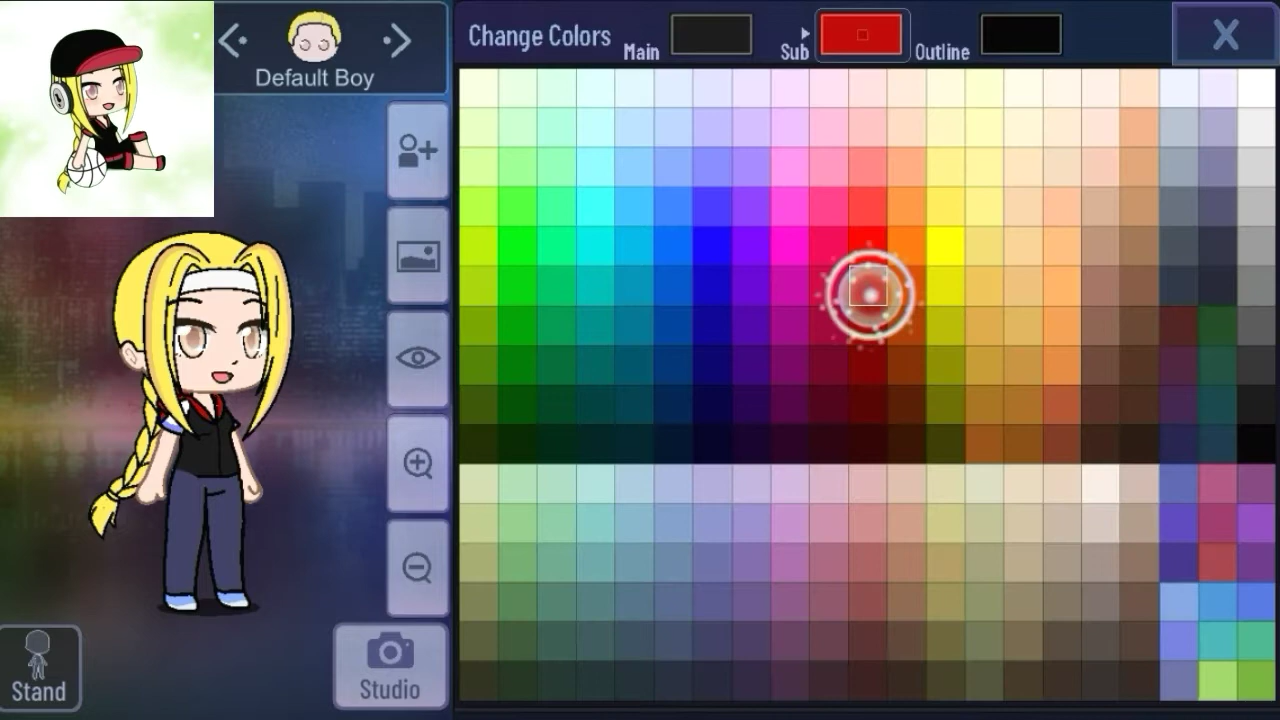 Default Boy
Change Colors
Main
Sub
Outline
X
Stand
Studio